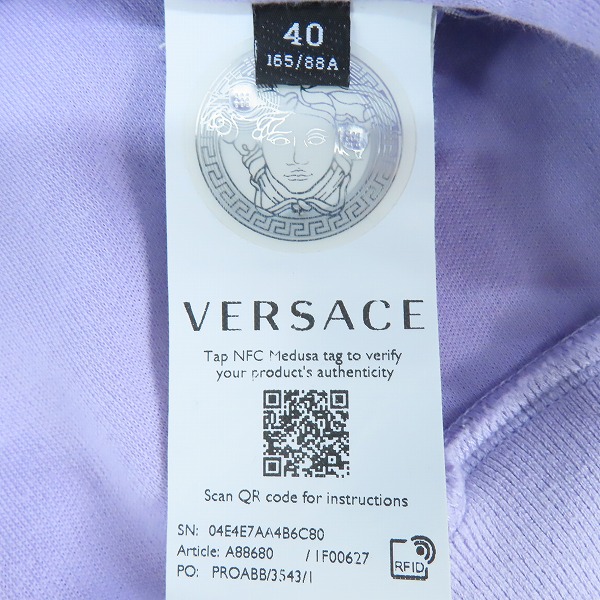 40
165/88A
VERSACE
Tap NFC Medusa tag to verify
your product's authenticity
Scan QR code for instructions
SN: 04E4E7AA4B6C80
Article: A88680 / 1F00627
PO: PROABB/3543/1
RFID